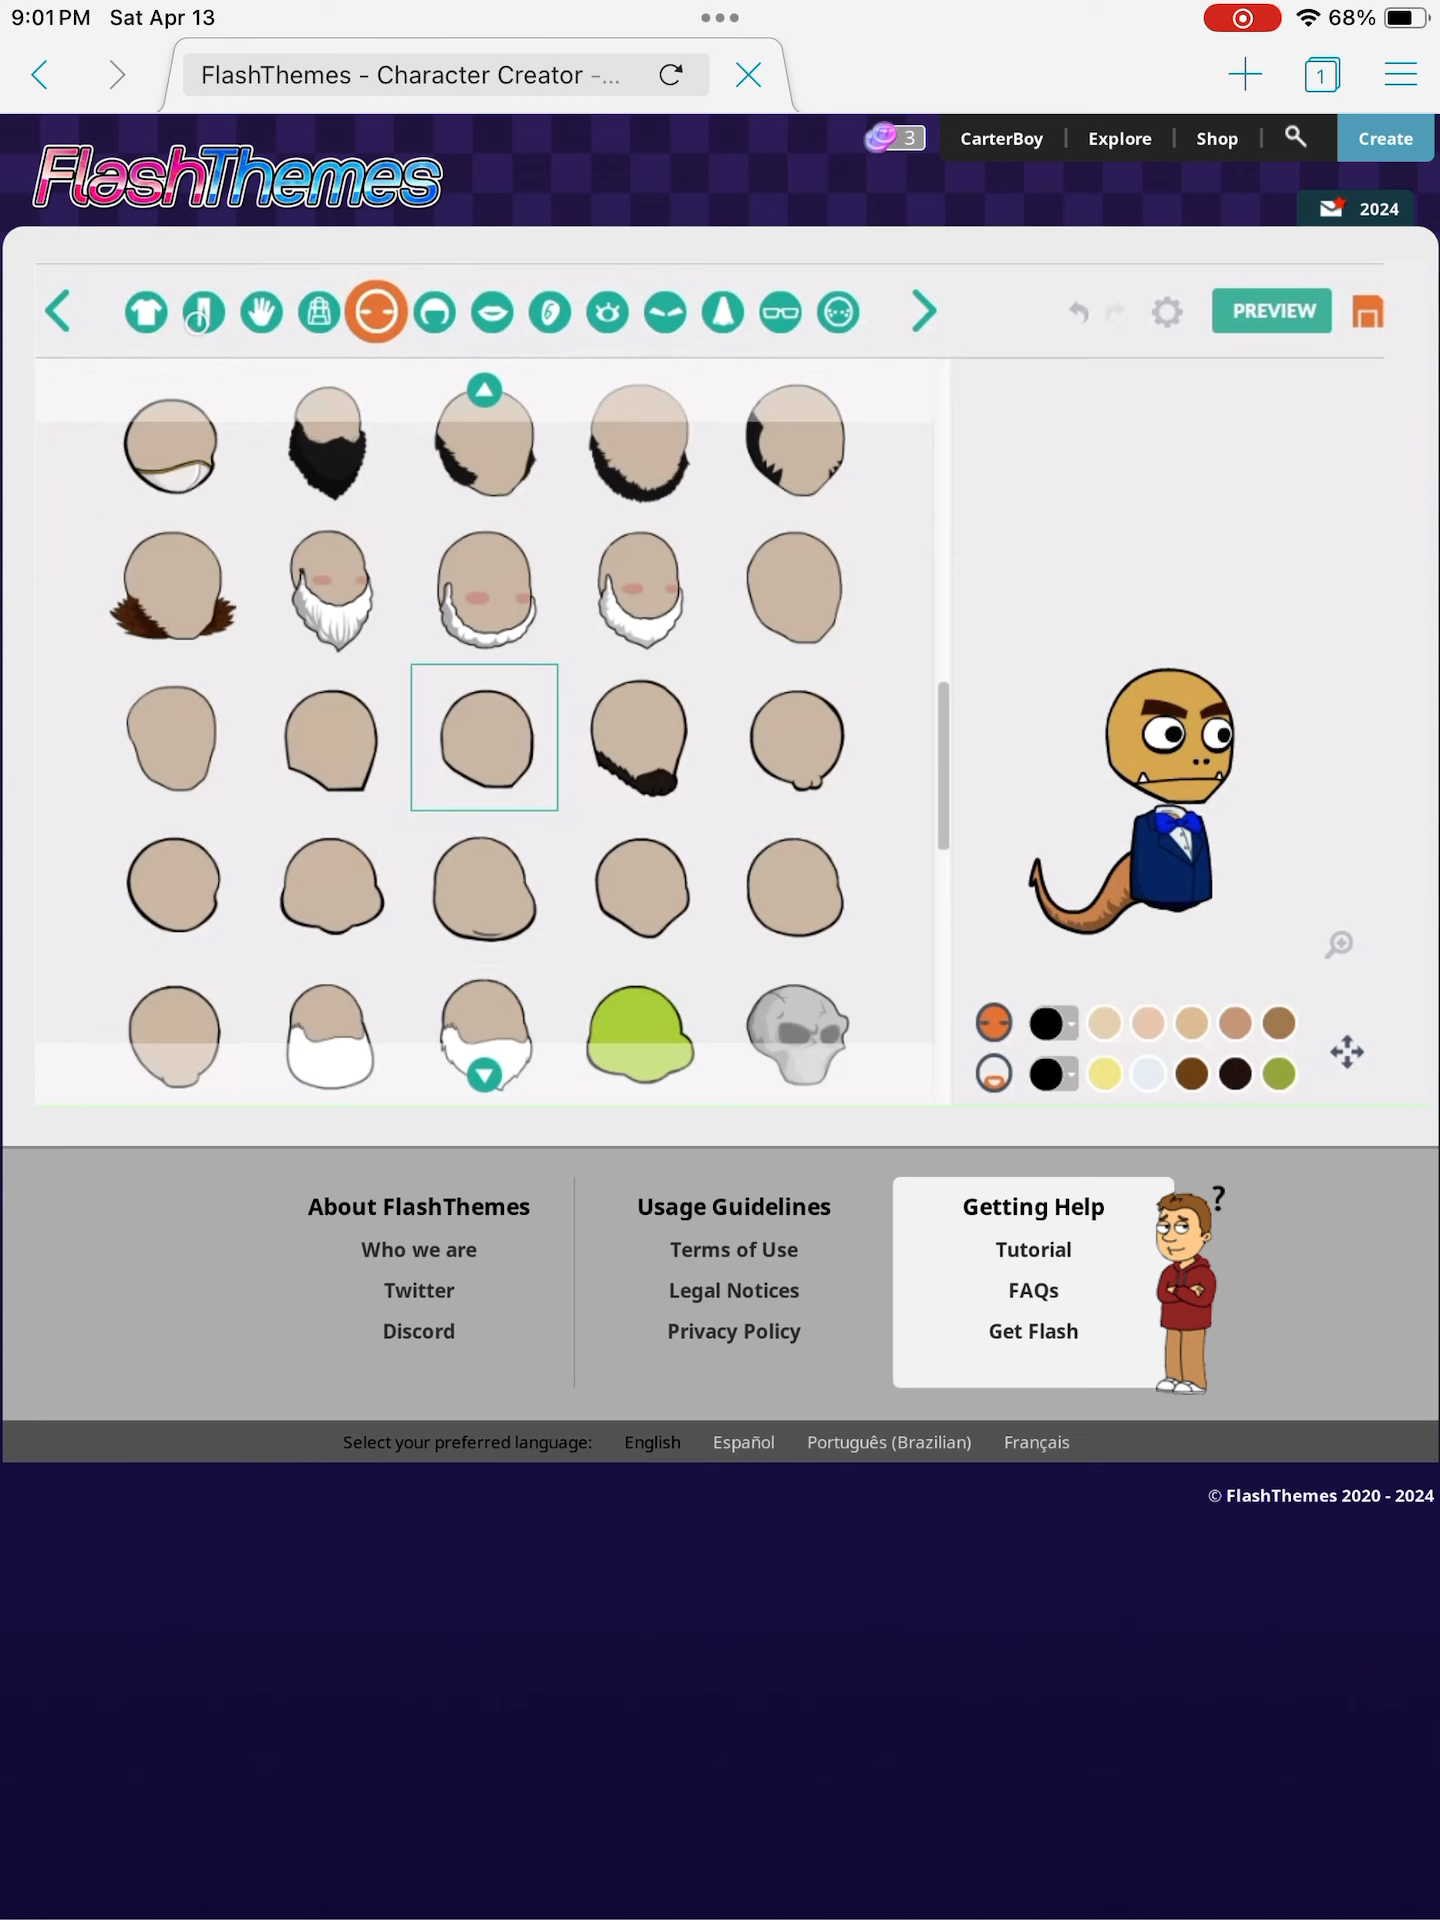 9:01 PM Sat Apr 13
68%
FlashThemes - Character Creator -...
1
FlashThemes
3
CarterBoy
Explore
Shop
Create
2024
PREVIEW
About FlashThemes
Who we are
Twitter
Discord
Usage Guidelines
Terms of Use
Legal Notices
Privacy Policy
Getting Help
Tutorial
FAQs
Get Flash
?
Select your preferred language: English Español Português (Brazilian) Français
© FlashThemes 2020 - 2024